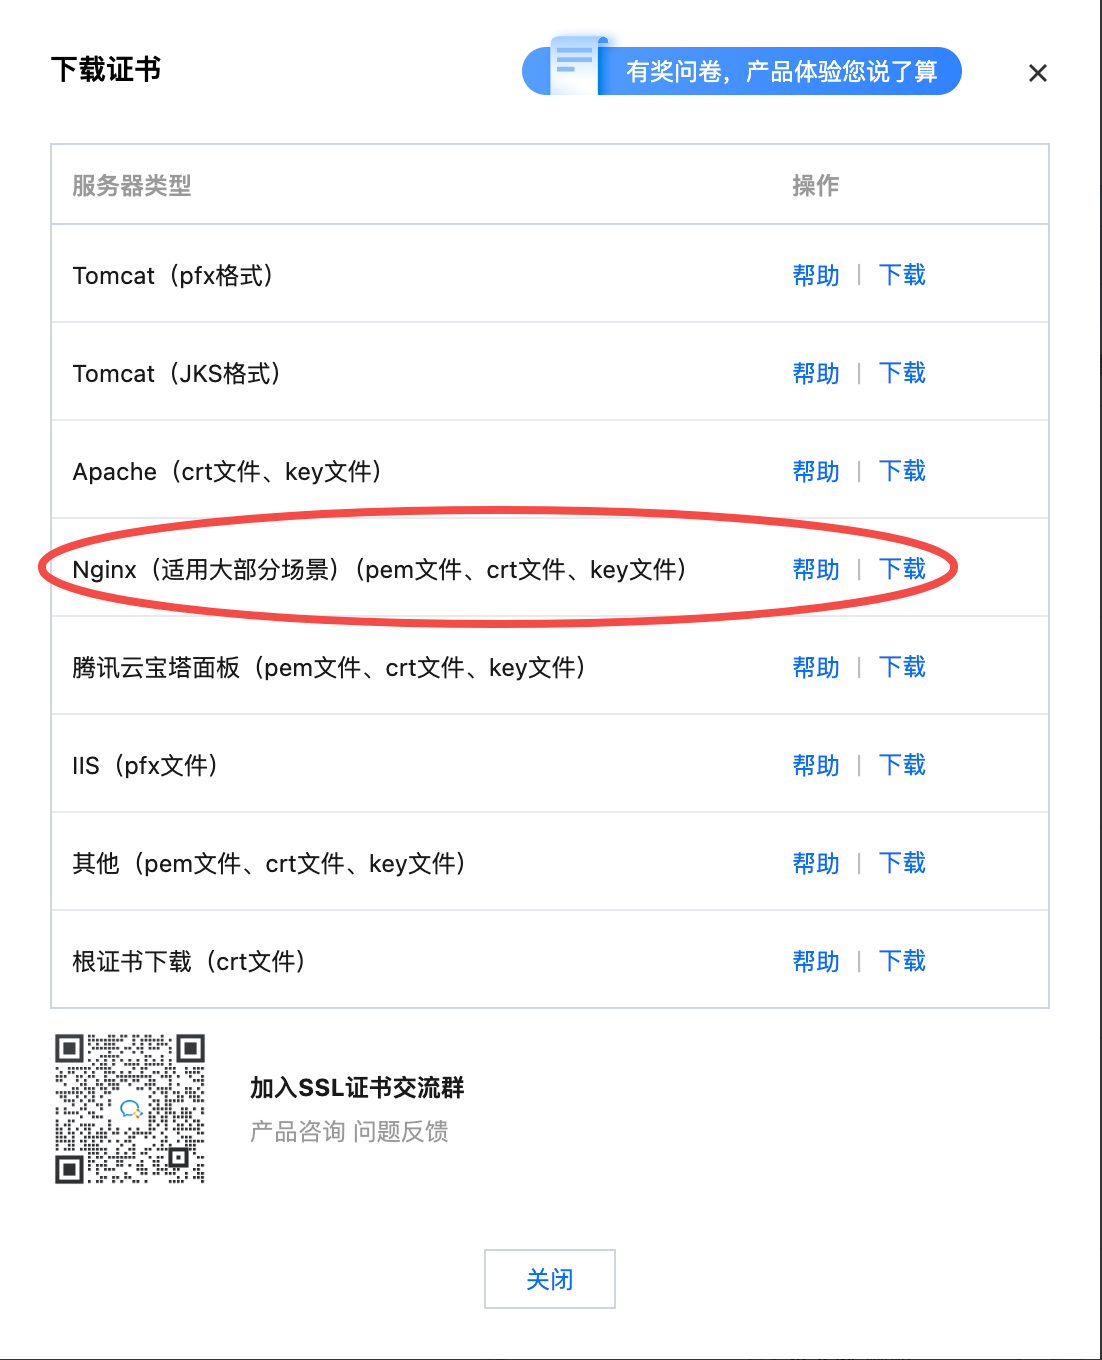 下载证书
有奖问卷，产品体验您说了算
服务器类型 操作
Tomcat（pfx格式） 帮助 | 下载
Tomcat（JKS格式） 帮助 | 下载
Apache（crt文件、key文件） 帮助 | 下载
Nginx（适用大部分场景）（pem文件、crt文件、key文件） 帮助 | 下载
腾讯云宝塔面板（pem文件、crt文件、key文件） 帮助 | 下载
IIS（pfx文件） 帮助 | 下载
其他（pem文件、crt文件、key文件） 帮助 | 下载
根证书下载（crt文件） 帮助 | 下载
加入SSL证书交流群
产品咨询 问题反馈
关闭